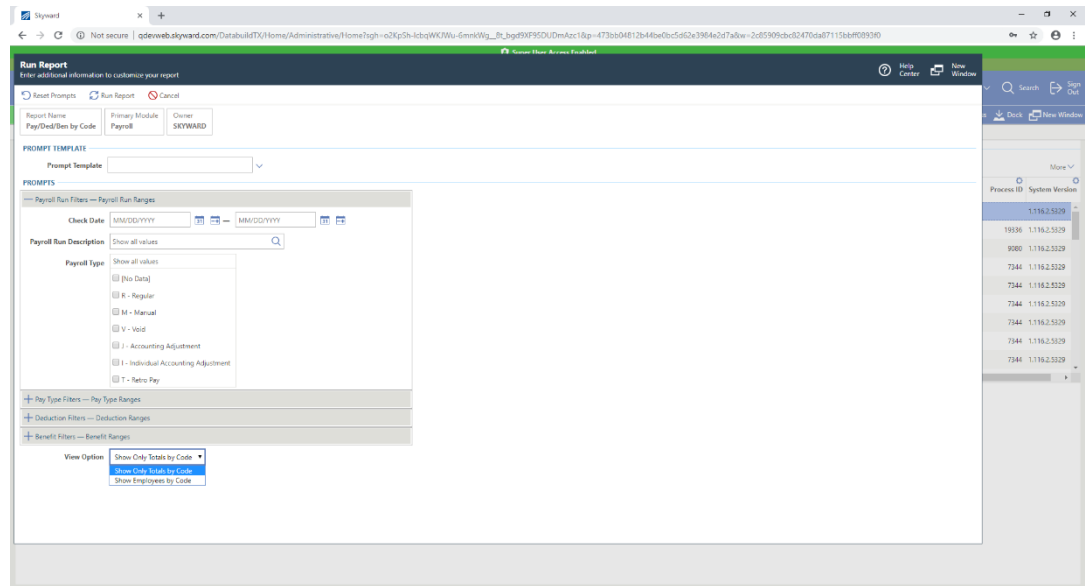 Skyward
Not secure | qdevweb.skyward.com/DatabuildTX/Home/Administrative/Home?sgh=o2KpSh-IcbqWKJWu-6mnkWg__8t_bgd9XF95DUDmAzc1&p=473bb04812b44be0bc5d62e3984e2d7a&w=2c85909cbc82470da87115bbff0893f0
Super User Access Enabled
Run Report
Enter additional information to customize your report
Help Center
New Window
Reset Prompts Run Report Cancel
Search Sign Out
Report Name Primary Module Owner
Pay/Ded/Ben by Code Payroll SKYWARD
Dock New Window
PROMPT TEMPLATE
Prompt Template
More
PROMPTS
Process ID System Version
Payroll Run Filters — Payroll Run Ranges
1.116.2.5329
Check Date MM/DD/YYYY 31 — MM/DD/YYYY 31
19336 1.116.2.5329
Payroll Run Description Show all values
9080 1.116.2.5329
Payroll Type Show all values
7344 1.116.2.5329
[No Data]
7344 1.116.2.5329
R - Regular
7344 1.116.2.5329
M - Manual
7344 1.116.2.5329
V - Void
7344 1.116.2.5329
J - Accounting Adjustment
7344 1.116.2.5329
I - Individual Accounting Adjustment
T - Retro Pay
Pay Type Filters — Pay Type Ranges
Deduction Filters — Deduction Ranges
Benefit Filters — Benefit Ranges
View Option Show Only Totals by Code
Show Only Totals by Code
Show Employees by Code